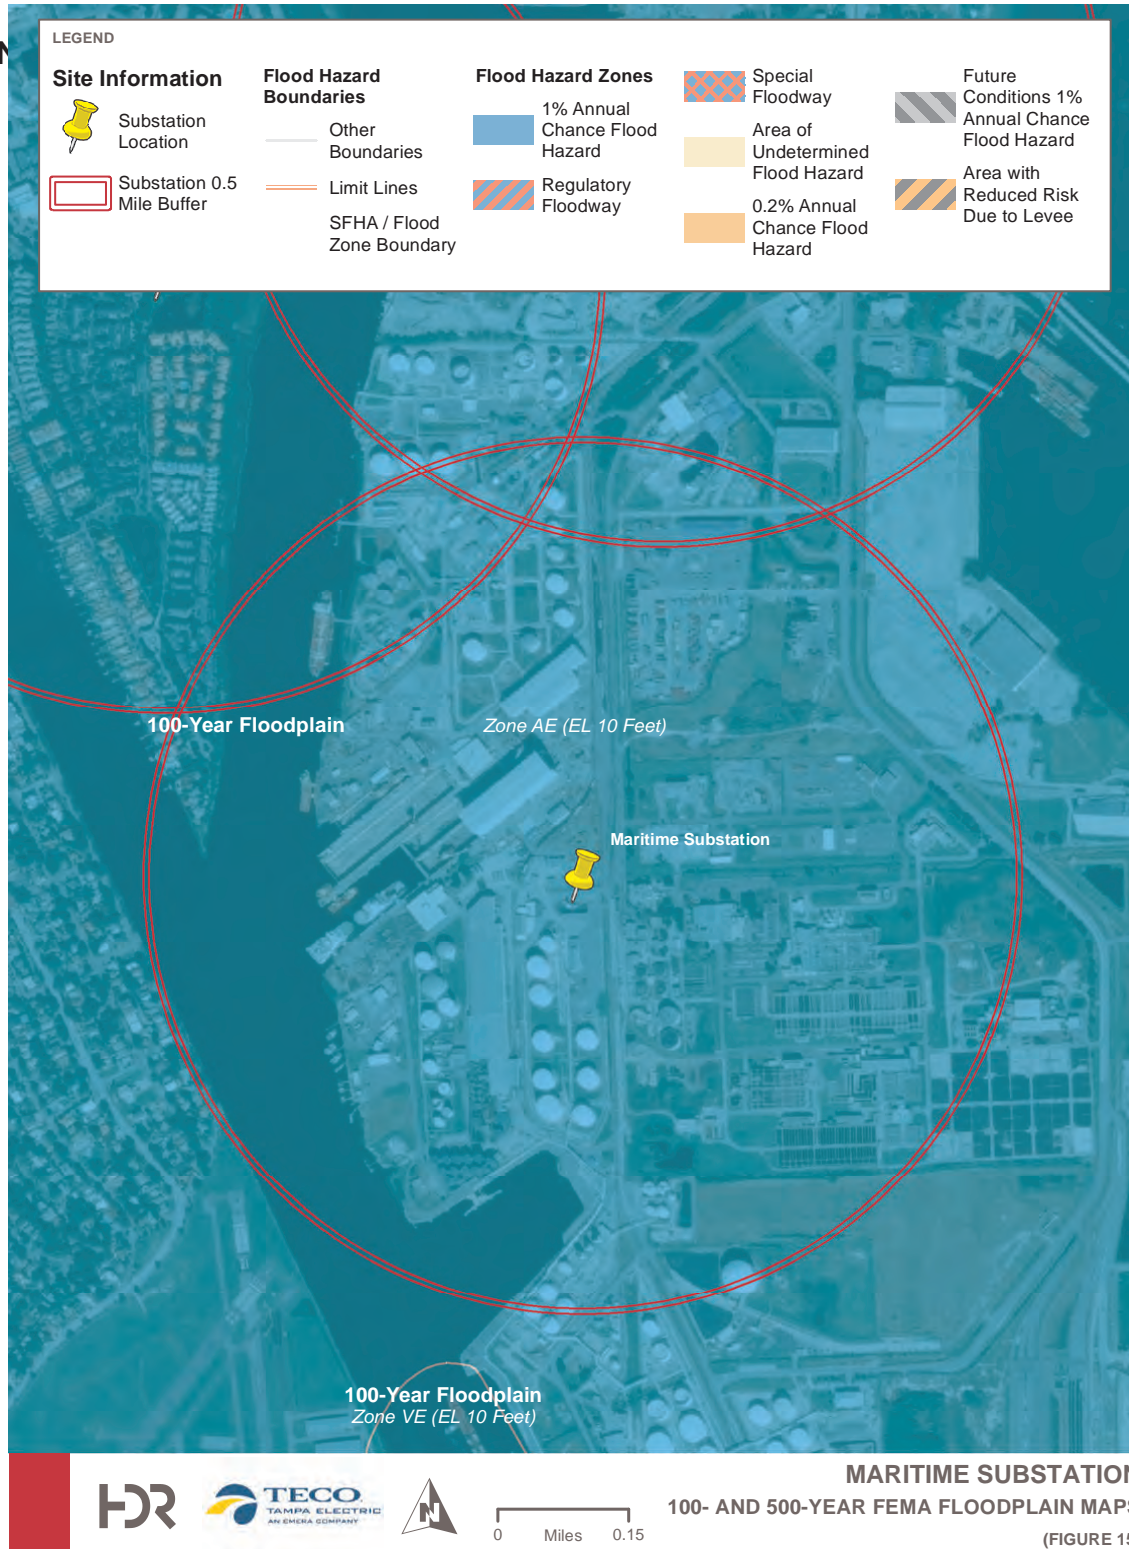 LEGEND
Site Information
Substation
Location
Substation 0.5
Mile Buffer
Flood Hazard
Boundaries
Other
Boundaries
Limit Lines
SFHA / Flood
Zone Boundary
Flood Hazard Zones
1% Annual
Chance Flood
Hazard
Regulatory
Floodway
Special
Floodway
Area of
Undetermined
Flood Hazard
0.2% Annual
Chance Flood
Hazard
Future
Conditions 1%
Annual Chance
Flood Hazard
Area with
Reduced Risk
Due to Levee
100-Year Floodplain
Zone AE (EL 10 Feet)
Maritime Substation
100-Year Floodplain
Zone VE (EL 10 Feet)
HDR
TECO
TAMPA ELECTRIC
AN EMERA COMPANY
N
0 Miles 0.15
MARITIME SUBSTATION
100- AND 500-YEAR FEMA FLOODPLAIN MAPS
(FIGURE 15